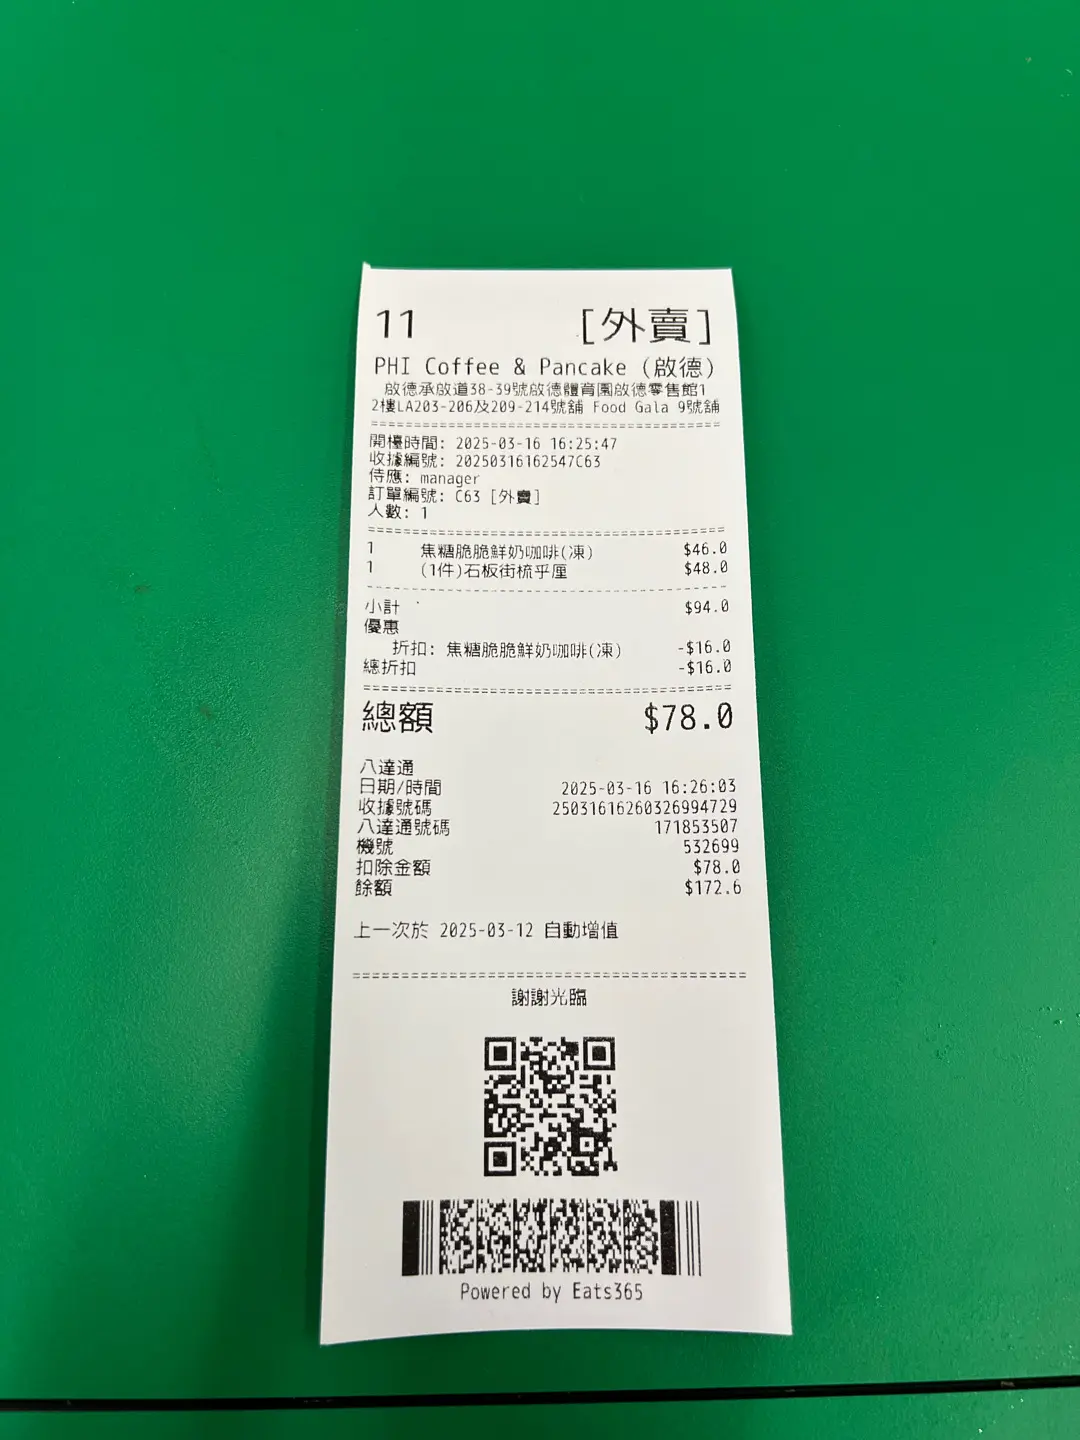 11 [外賣]
PHI Coffee & Pancake (啟德)
啟德承啟道38-39號啟德體育園啟德零售館1
2樓LA203-206及209-214號舖 Food Gala 9號舖
開檯時間: 2025-03-16 16:25:47
收據編號: 20250316162547C63
侍應: manager
訂單編號: C63 [外賣]
人數: 1
1 焦糖脆脆鮮奶咖啡(凍) $46.0
1 (1件)石板街梳乎厘 $48.0
小計 $94.0
優惠
折扣: 焦糖脆脆鮮奶咖啡(凍) -$16.0
總折扣 -$16.0
總額 $78.0
八達通
日期/時間 2025-03-16 16:26:03
收據號碼 25031616260326994729
八達通號碼 171853507
機號 532699
扣除金額 $78.0
餘額 $172.6
上一次於 2025-03-12 自動增值
謝謝光臨
Powered by Eats365